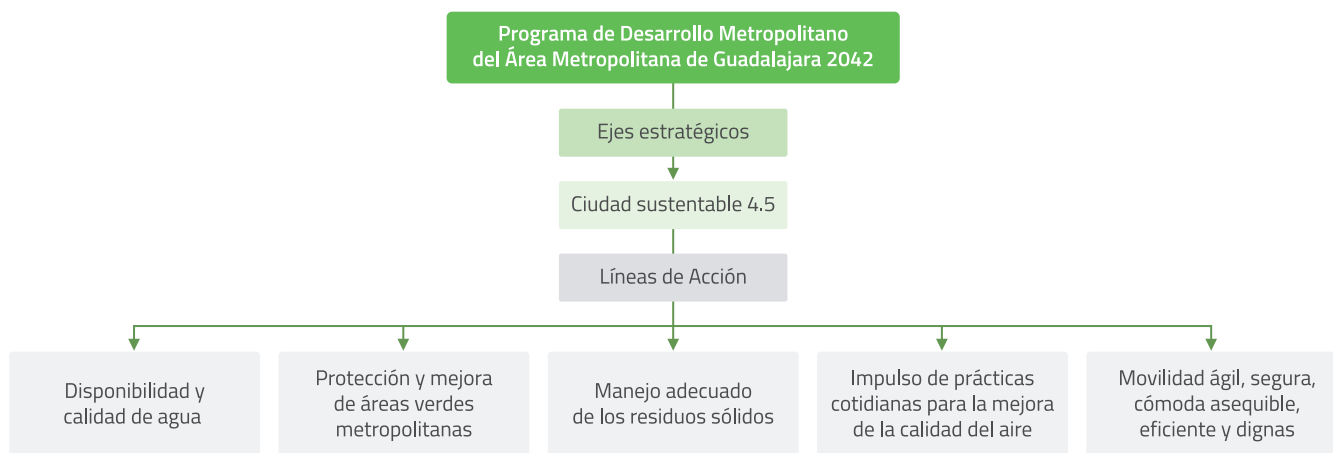 Programa de Desarrollo Metropolitano
del Área Metropolitana de Guadalajara 2042
Ejes estratégicos
Ciudad sustentable 4.5
Líneas de Acción
Disponibilidad y
calidad de agua
Protección y mejora
de áreas verdes
metropolitanas
Manejo adecuado
de los residuos sólidos
Impulso de prácticas
cotidianas para la mejora
de la calidad del aire
Movilidad ágil, segura,
cómoda asequible,
eficiente y dignas